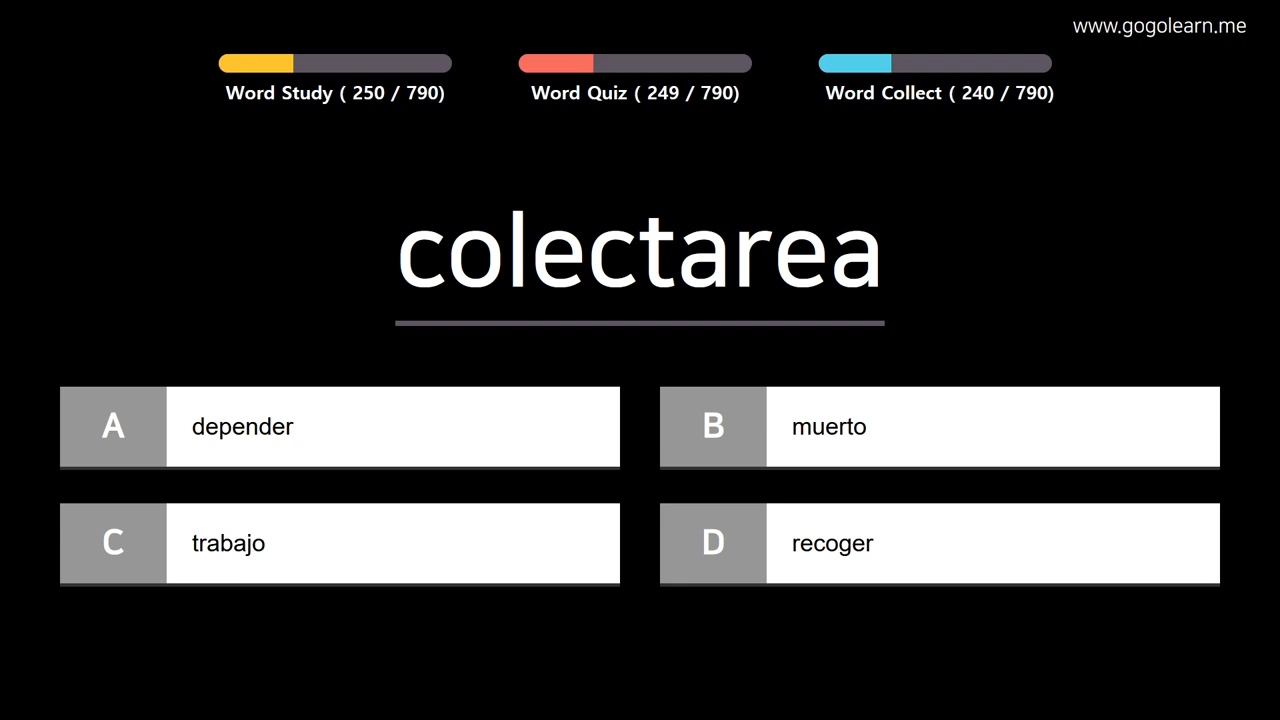 www.gogolearn.me
Word Study ( 250 / 790)
Word Quiz ( 249 / 790)
Word Collect ( 240 / 790)
colectarea
A depender
B muerto
C trabajo
D recoger